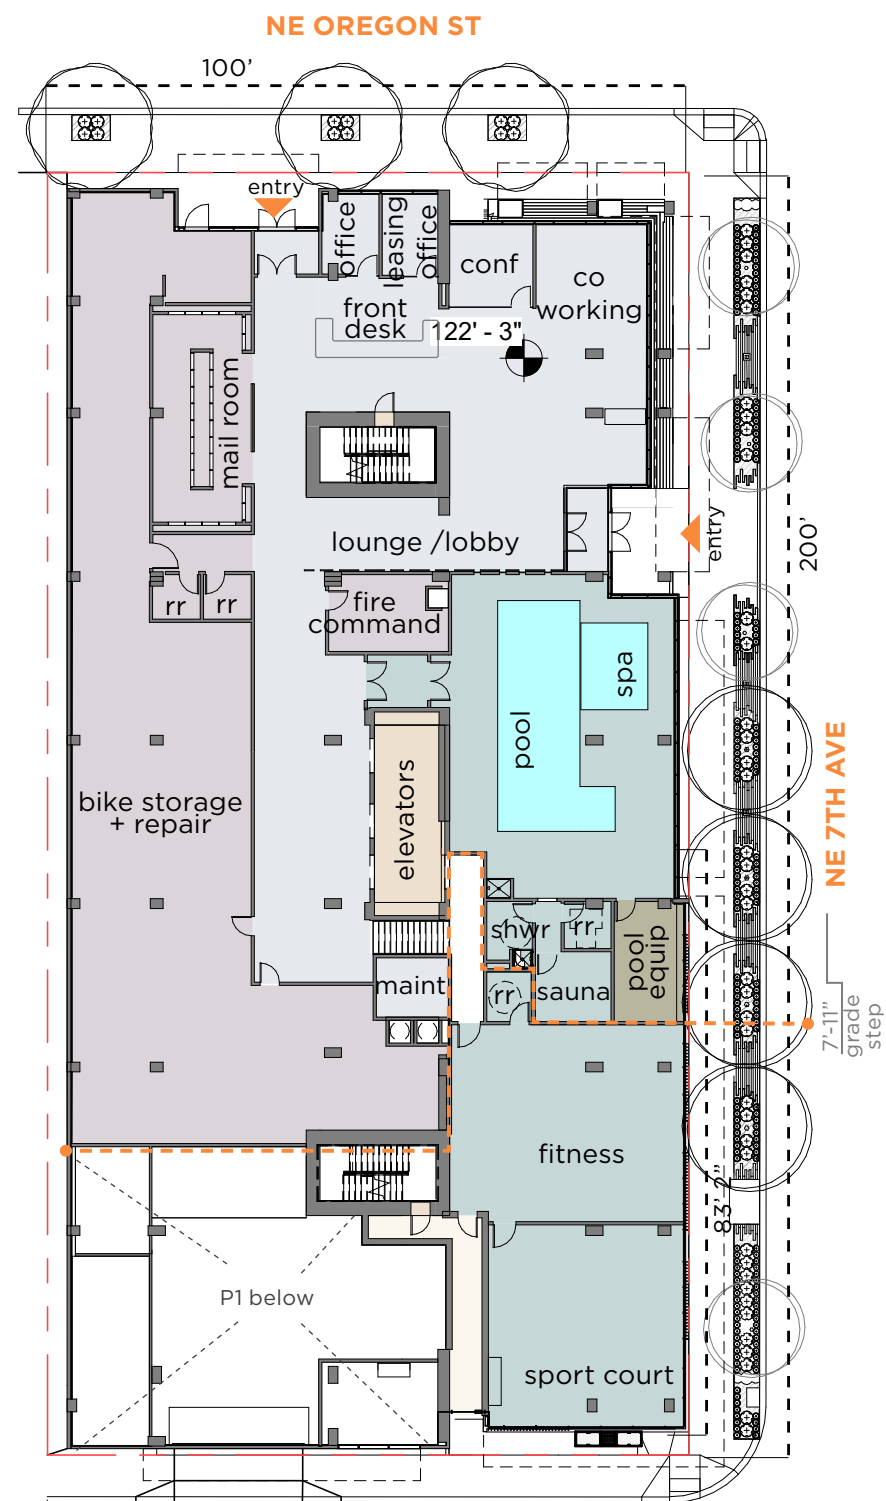 NE OREGON ST
100'
entry
office
leasing
office
conf
co
working
front
desk
122' - 3"
mail room
lounge /lobby
entry
200'
rr
rr
fire
command
pool
spa
NE 7TH AVE
bike storage
+ repair
elevators
shwr
rr
pool
equip
maint
rr
sauna
7'-11"
grade
step
fitness
83' 2"
P1 below
sport court